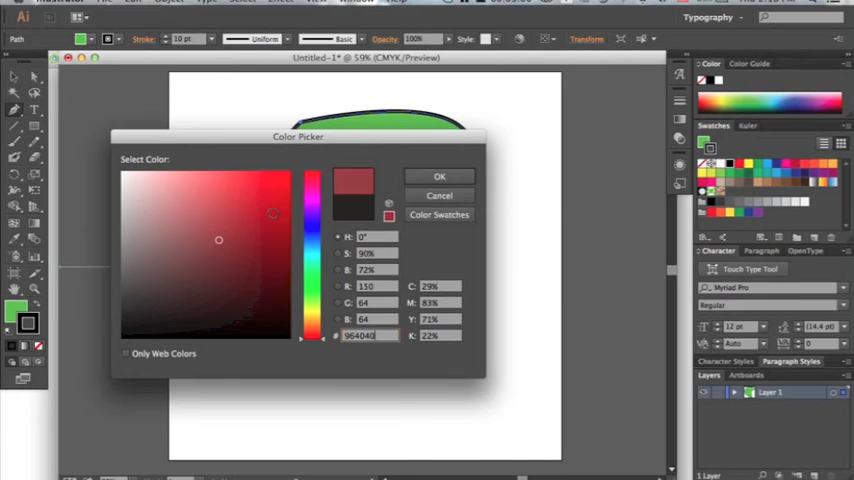 Illustrator File Edit Object Type Select Effect View Window Help
Ai
Typography
Path
Stroke: 10 pt
Uniform
Basic
Opacity: 100%
Style:
Transform
Untitled-1* @ 59% (CMYK/Preview)
Color Picker
Select Color:
OK
Cancel
Color Swatches
H: 0°
S: 90%
B: 72%
R: 150
G: 64
B: 64
# 964040
C: 29%
M: 83%
Y: 71%
K: 22%
Only Web Colors
Color
Color Guide
Swatches
Kuler
Character
OpenType
Touch Type Tool
Myriad Pro
Regular
12 pt
(14.4 pt)
Auto
0
Character Styles
Paragraph Styles
Layers
Artboards
Layer 1
1 Layer